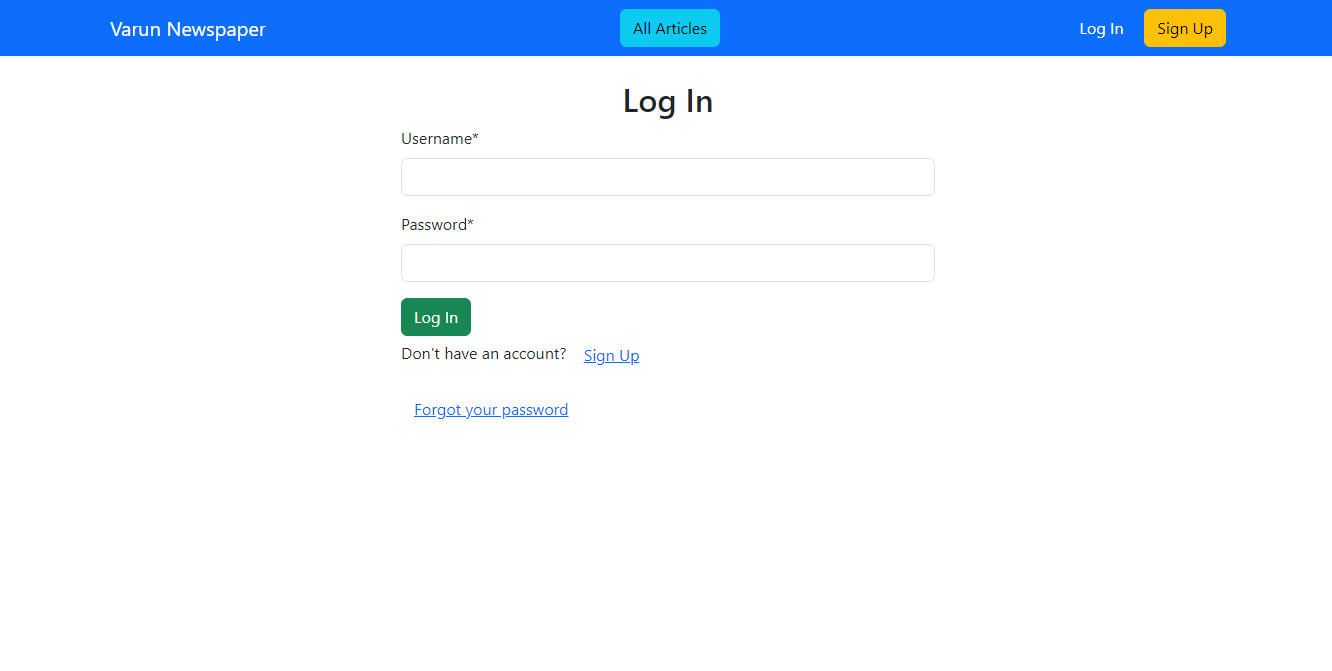 Varun Newspaper All Articles Log In Sign Up
Log In
Username*
Password*
Log In
Don't have an account? Sign Up
Forgot your password